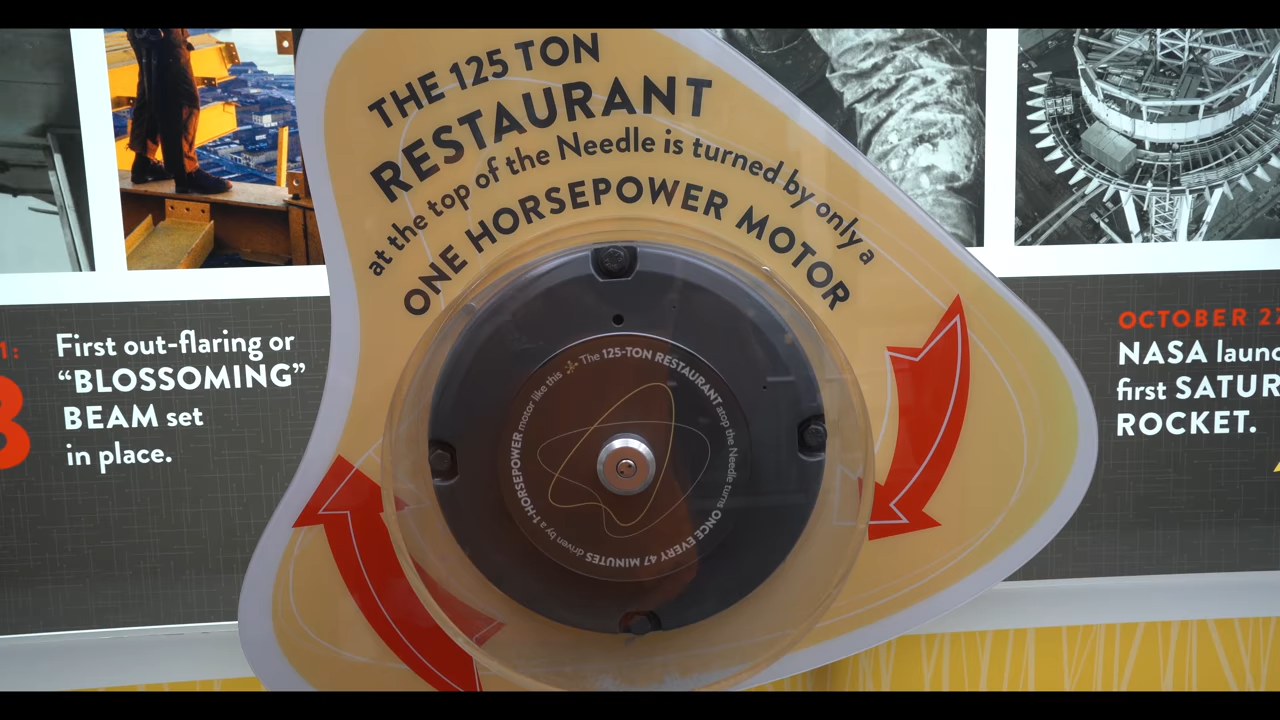 THE 125 TON
RESTAURANT
at the top of the Needle is turned by only a
ONE HORSEPOWER MOTOR
The 125-TON RESTAURANT atop the Needle turns ONCE EVERY 47 MINUTES driven by a 1-HORSEPOWER motor like this
1:
First out-flaring or
“BLOSSOMING”
BEAM set
in place.
OCTOBER 27
NASA launc
first SATUR
ROCKET.